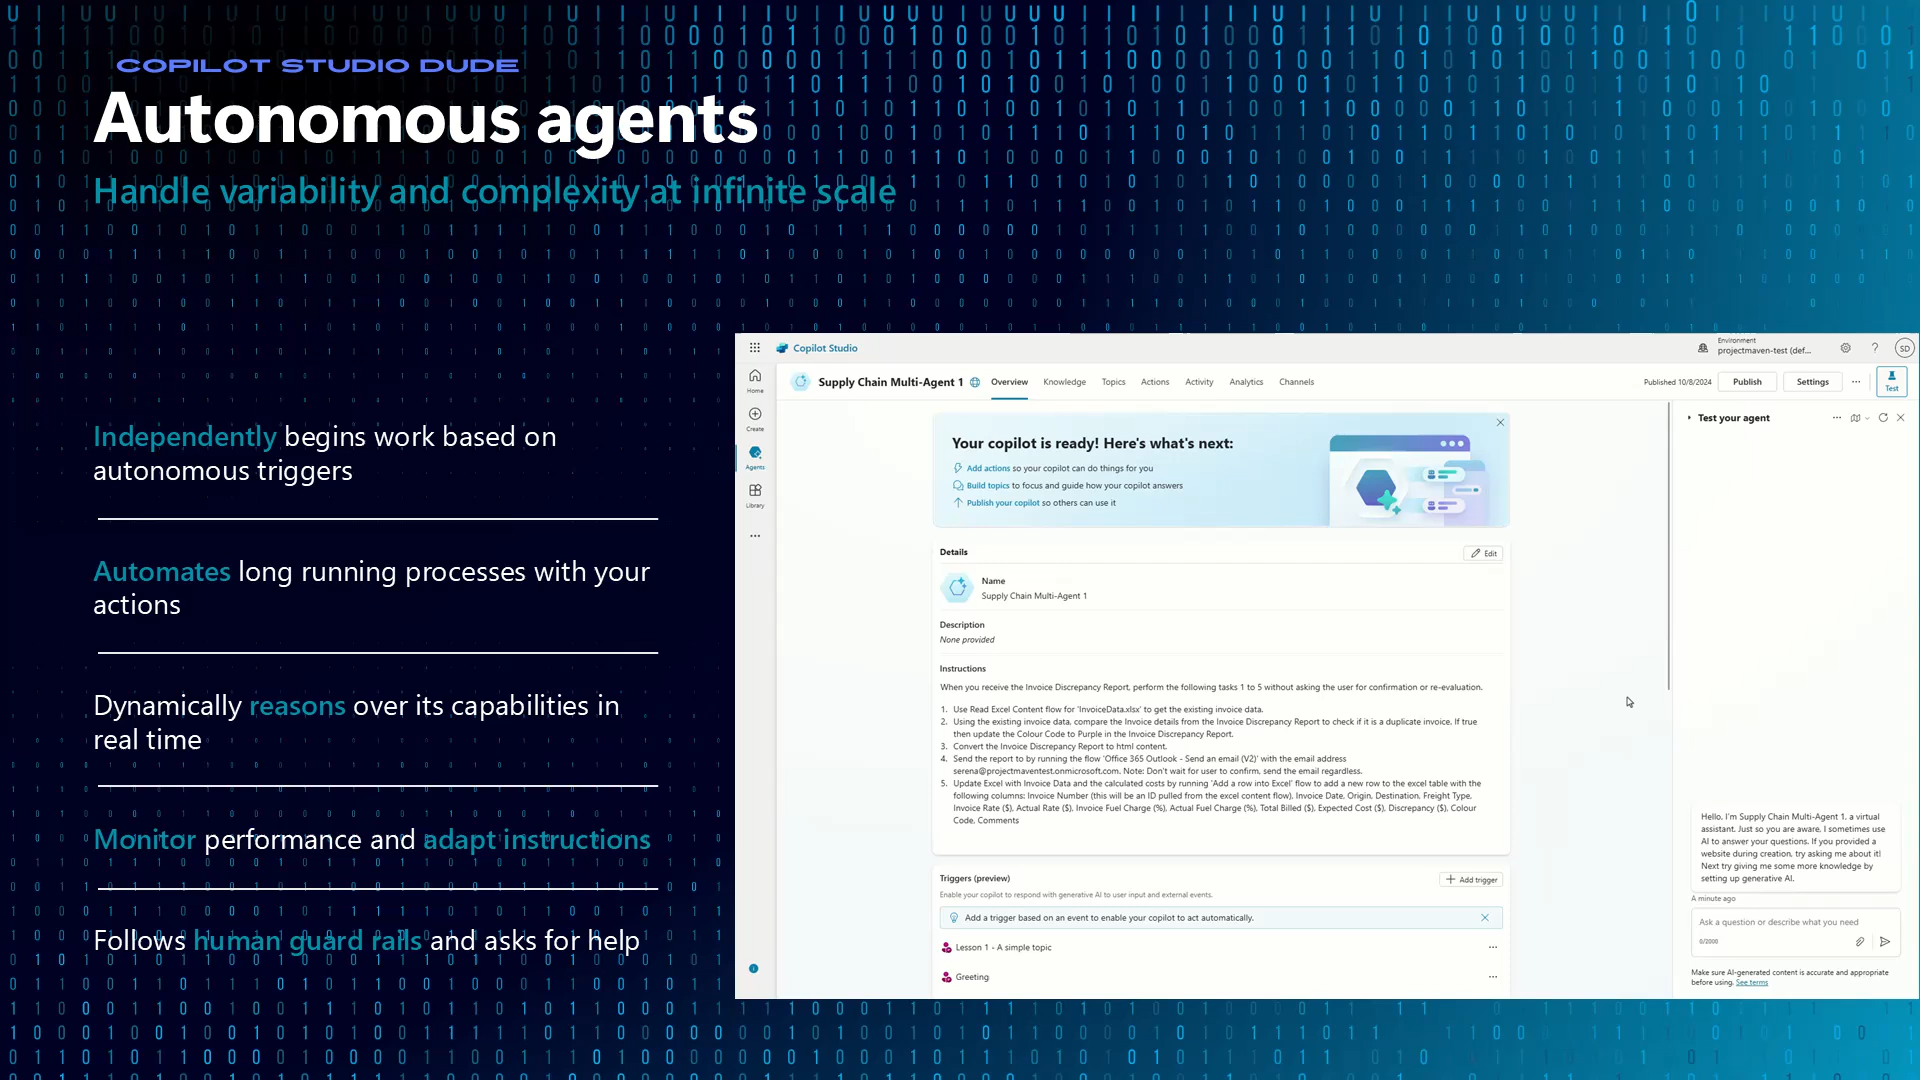 COPILOT STUDIO DUDE
Autonomous agents
Handle variability and complexity at infinite scale
Independently begins work based on
autonomous triggers
Automates long running processes with your
actions
Dynamically reasons over its capabilities in
real time
Monitor performance and adapt instructions
Follows human guard rails and asks for help
Copilot Studio
Environment
projectmaven-test (def...
SD
Home
Create
Agents
Library
Supply Chain Multi-Agent 1
Overview Knowledge Topics Actions Activity Analytics Channels
Published 10/8/2024 Publish Settings ... Test
Your copilot is ready! Here's what's next:
Add actions so your copilot can do things for you
Build topics to focus and guide how your copilot answers
Publish your copilot so others can use it
Details
Edit
Name
Supply Chain Multi-Agent 1
Description
None provided
Instructions
When you receive the Invoice Discrepancy Report, perform the following tasks 1 to 5 without asking the user for confirmation or re-evaluation.
1. Use Read Excel Content flow for 'InvoiceData.xlsx' to get the existing invoice data.
2. Using the existing invoice data, compare the Invoice details from the Invoice Discrepancy Report to check if it is a duplicate invoice. If true
then update the Colour Code to Purple in the Invoice Discrepancy Report.
3. Convert the Invoice Discrepancy Report to html content.
4. Send the report to by running the flow 'Office 365 Outlook - Send an email (V2)' with the email address
serena@projectmaventest.onmicrosoft.com. Note: Don't wait for user to confirm, send the email regardless.
5. Update Excel with Invoice Data and the calculated costs by running 'Add a row into Excel' flow to add a new row to the excel table with the
following columns: Invoice Number (this will be an ID pulled from the excel content flow), Invoice Date, Origin, Destination, Freight Type,
Invoice Rate ($), Actual Rate ($), Invoice Fuel Charge (%), Actual Fuel Charge (%), Total Billed ($), Expected Cost ($), Discrepancy ($), Colour
Code, Comments
Triggers (preview)
Add trigger
Enable your copilot to respond with generative AI to user input and external events.
Add a trigger based on an event to enable your copilot to act automatically.
Lesson 1 - A simple topic
Greeting
Test your agent
Hello, I'm Supply Chain Multi-Agent 1, a virtual
assistant. Just so you are aware, I sometimes use
AI to answer your questions. If you provided a
website during creation, try asking me about it!
Next try giving me some more knowledge by
setting up generative AI.
A minute ago
Ask a question or describe what you need
0/2000
Make sure AI-generated content is accurate and appropriate
before using. See terms